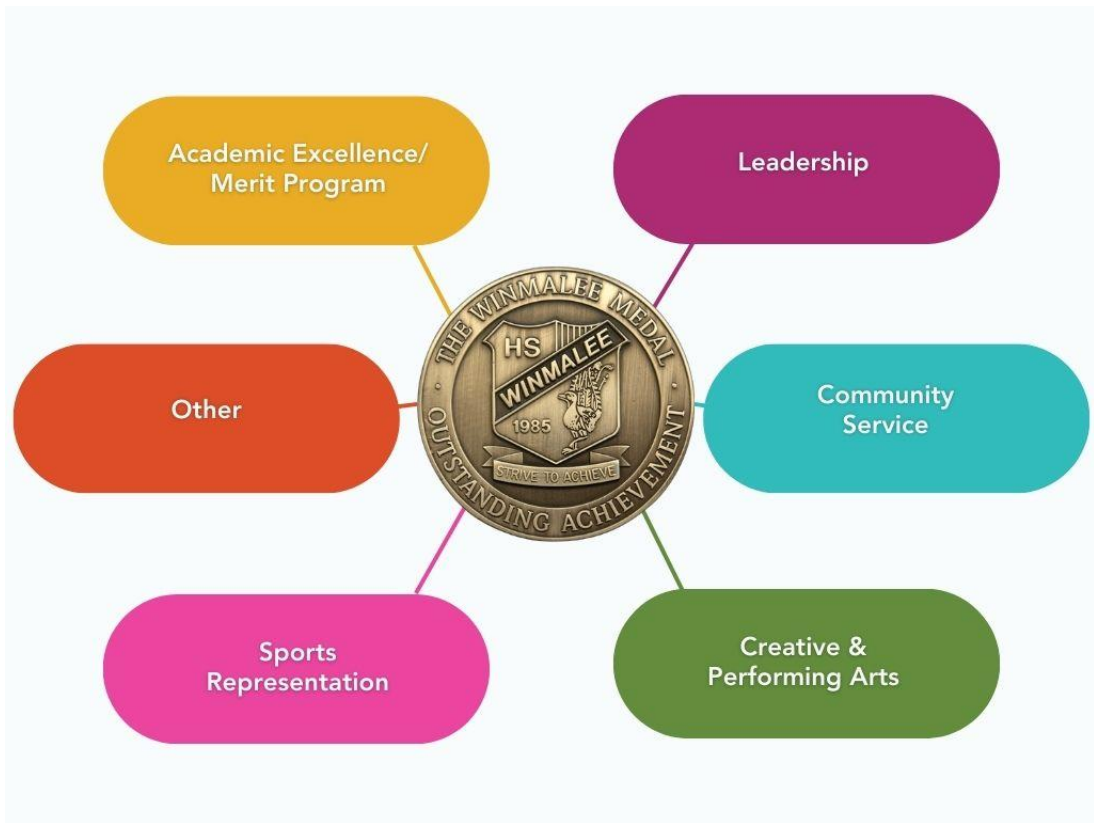 Academic Excellence/
Merit Program
Leadership
THE WINMALEE MEDAL
HS
WINMALEE
1985
STRIVE TO ACHIEVE
OUTSTANDING ACHIEVEMENT
Other
Community
Service
Sports
Representation
Creative &
Performing Arts